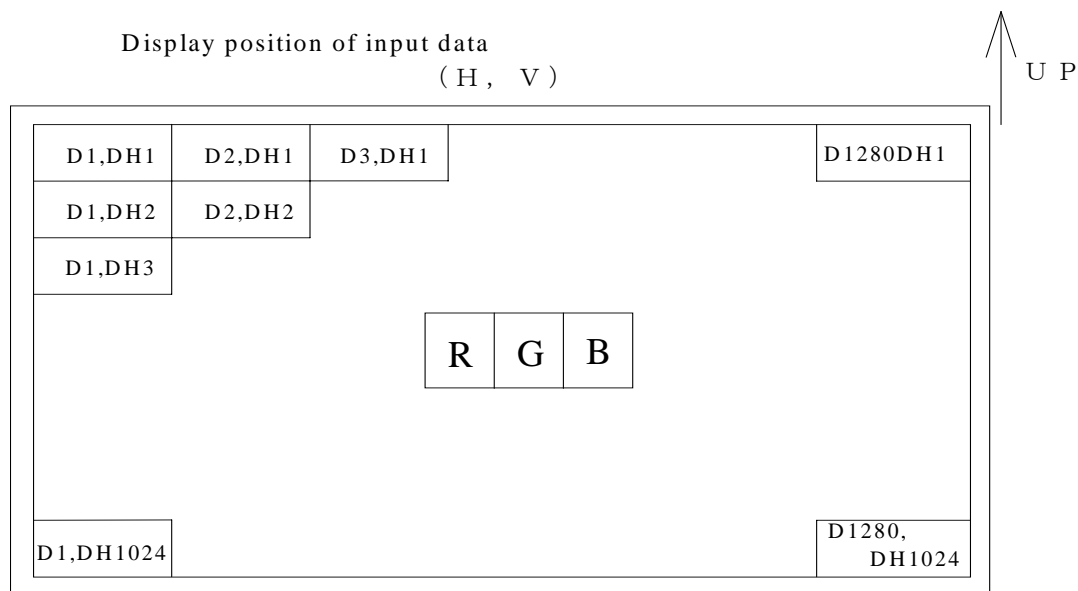 Display position of input data
(H, V)
UP
D1,DH1 D2,DH1 D3,DH1 D1280DH1
D1,DH2 D2,DH2
D1,DH3
R G B
D1,DH1024 D1280,
DH1024